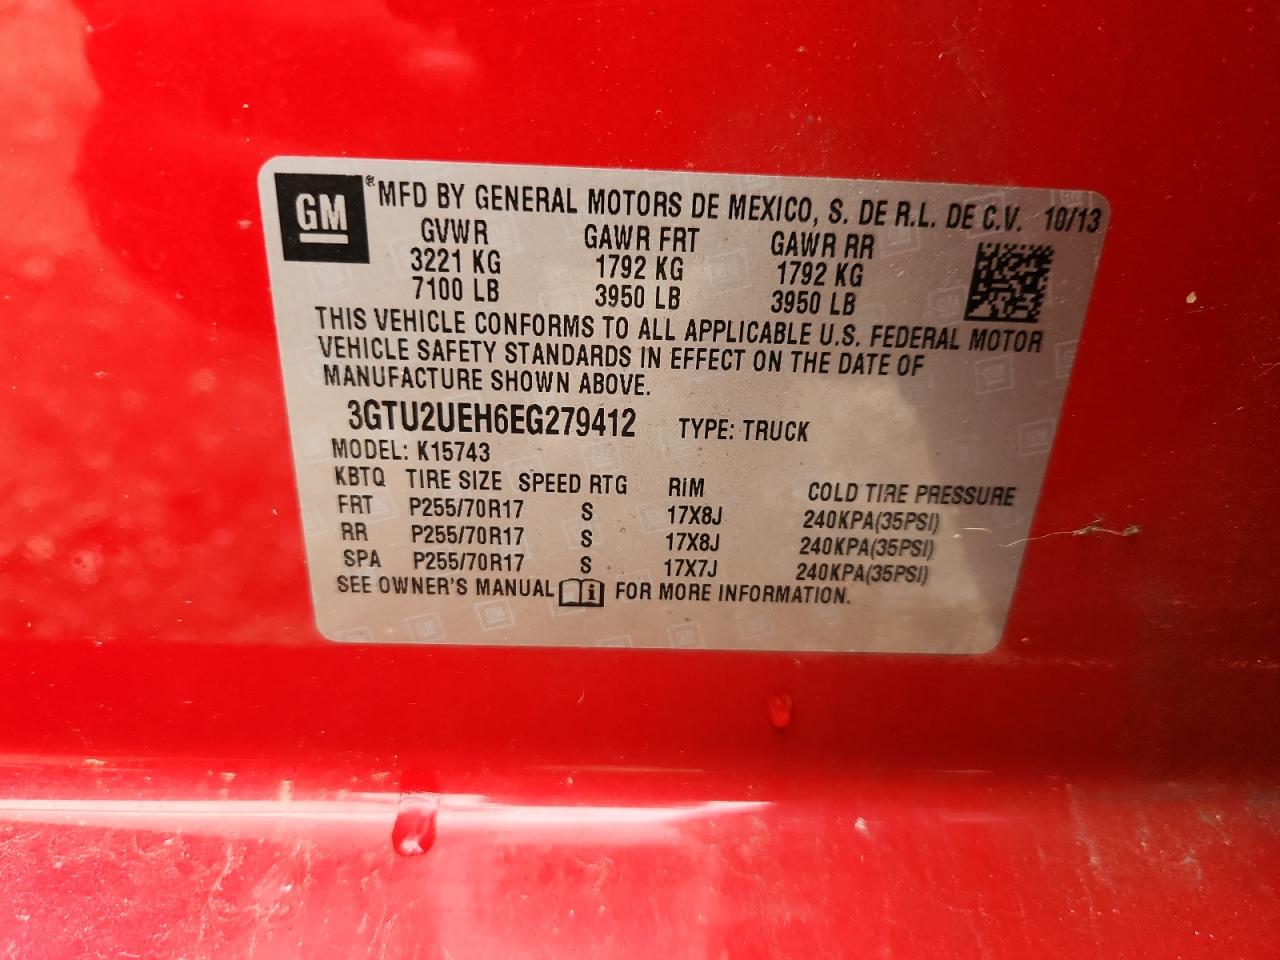 GM
® MFD BY GENERAL MOTORS DE MEXICO, S. DE R.L. DE C.V. 10/13
GVWR GAWR FRT GAWR RR
3221 KG 1792 KG 1792 KG
7100 LB 3950 LB 3950 LB
THIS VEHICLE CONFORMS TO ALL APPLICABLE U.S. FEDERAL MOTOR
VEHICLE SAFETY STANDARDS IN EFFECT ON THE DATE OF
MANUFACTURE SHOWN ABOVE.
3GTU2UEH6EG279412 TYPE: TRUCK
MODEL: K15743
KBTQ TIRE SIZE SPEED RTG RIM COLD TIRE PRESSURE
FRT P255/70R17 S 17X8J 240KPA(35PSI)
RR P255/70R17 S 17X8J 240KPA(35PSI)
SPA P255/70R17 S 17X7J 240KPA(35PSI)
SEE OWNER'S MANUAL i FOR MORE INFORMATION.